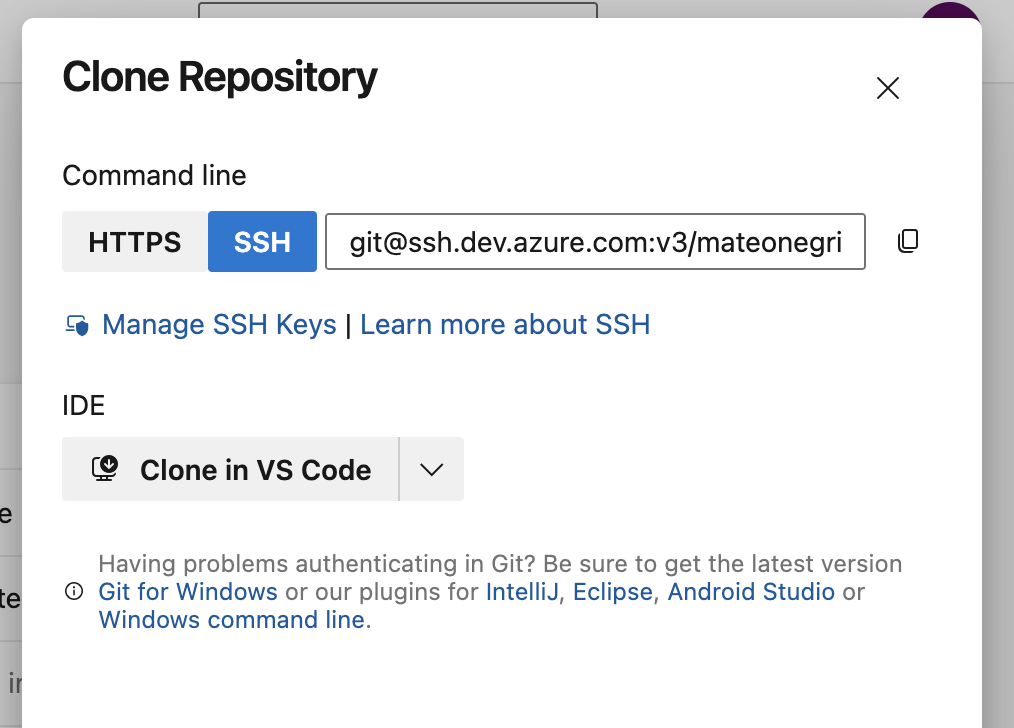 Clone Repository
Command line
HTTPS SSH git@ssh.dev.azure.com:v3/mateonegri
Manage SSH Keys | Learn more about SSH
IDE
Clone in VS Code
e
Having problems authenticating in Git? Be sure to get the latest version
Git for Windows or our plugins for IntelliJ, Eclipse, Android Studio or
te
Windows command line.